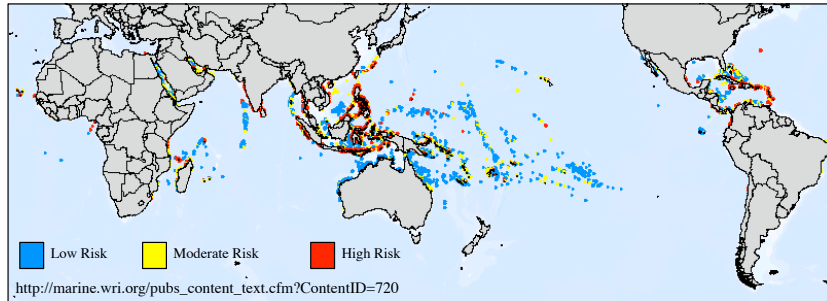 Low Risk
Moderate Risk
High Risk
http://marine.wri.org/pubs_content_text.cfm?ContentID=720